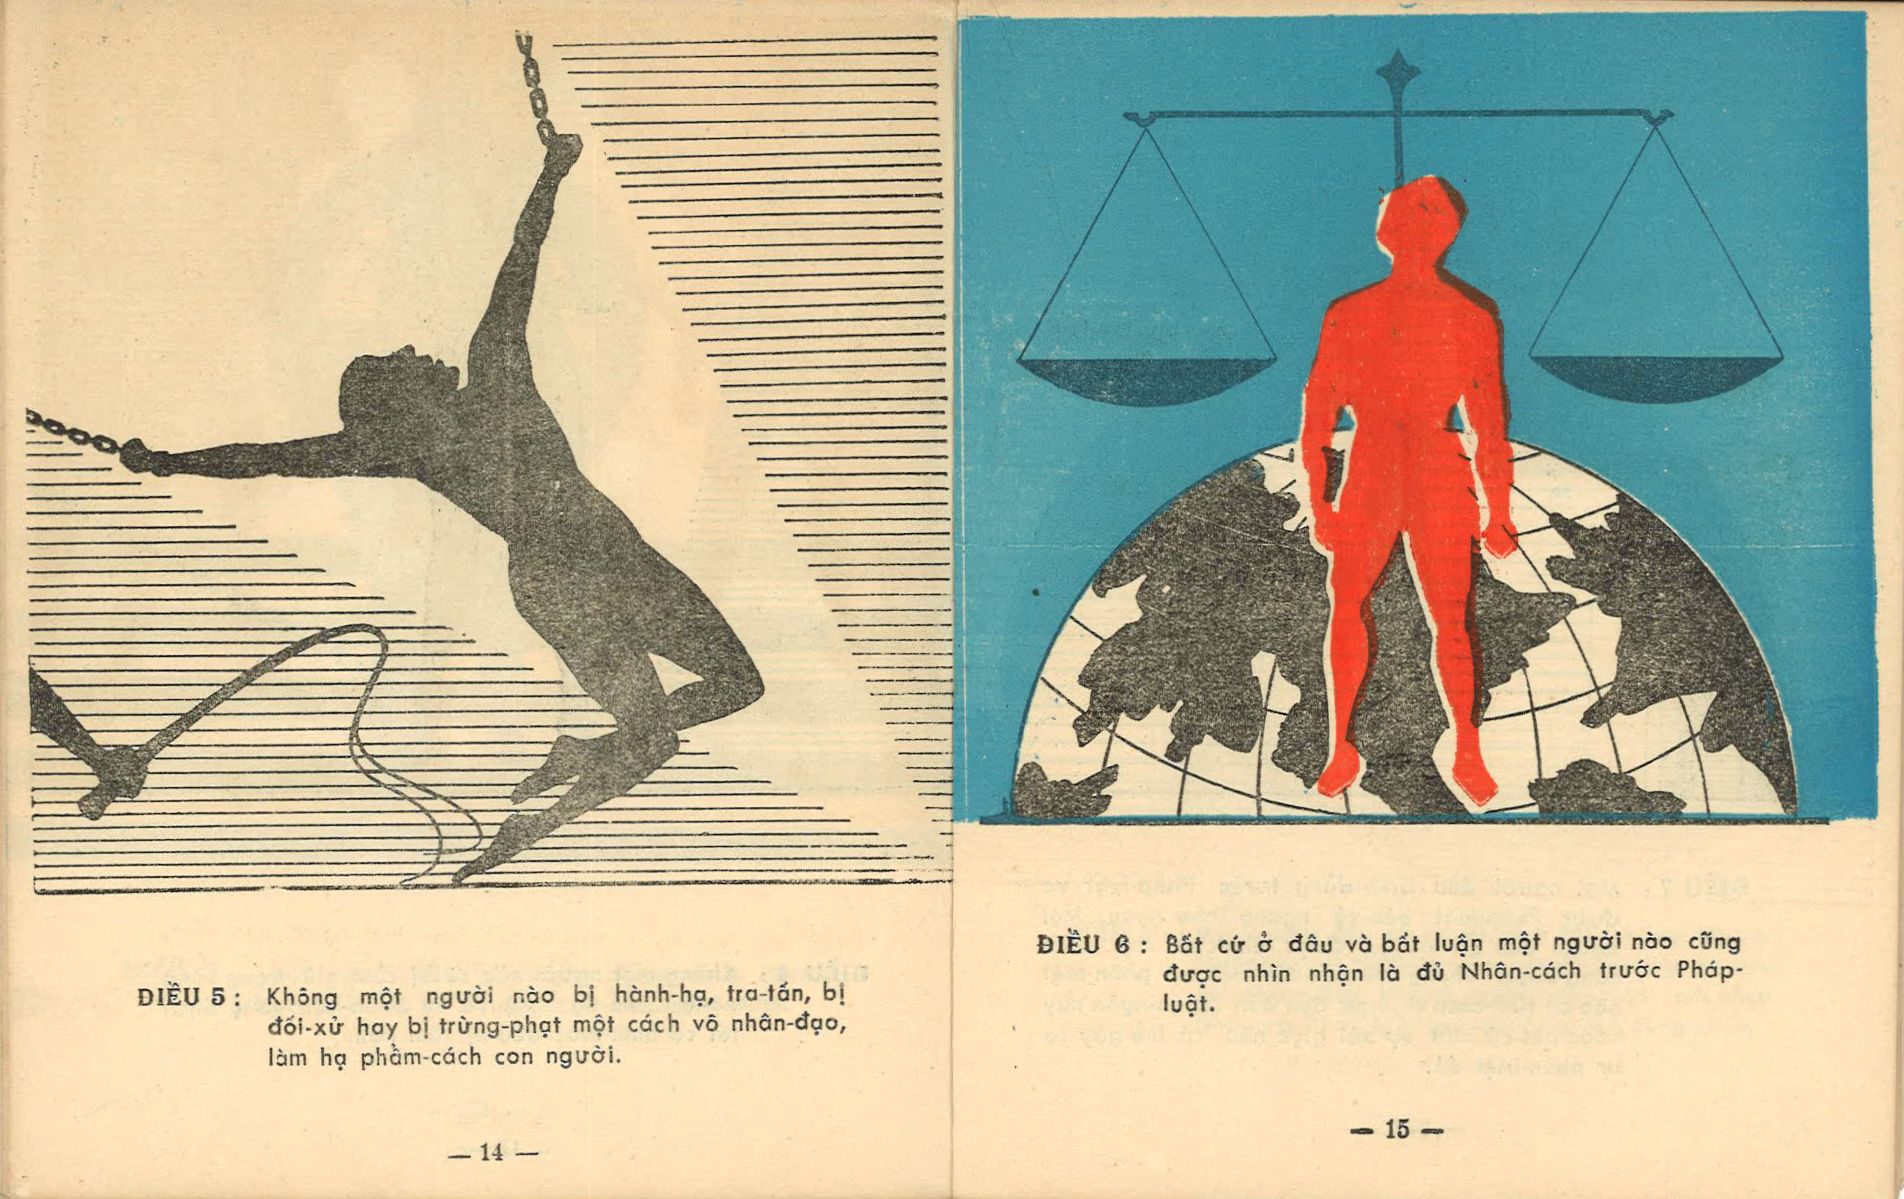 ĐIỀU 5 : Không một người nào bị hành-hạ, tra-tấn, bị
đối-xử hay bị trừng-phạt một cách vô nhân-đạo,
làm hạ phẩm-cách con người.
— 14 —
ĐIỀU 6 : Bất cứ ở đâu và bất luận một người nào cũng
được nhìn nhận là đủ Nhân-cách trước Pháp-
luật.
— 15 —